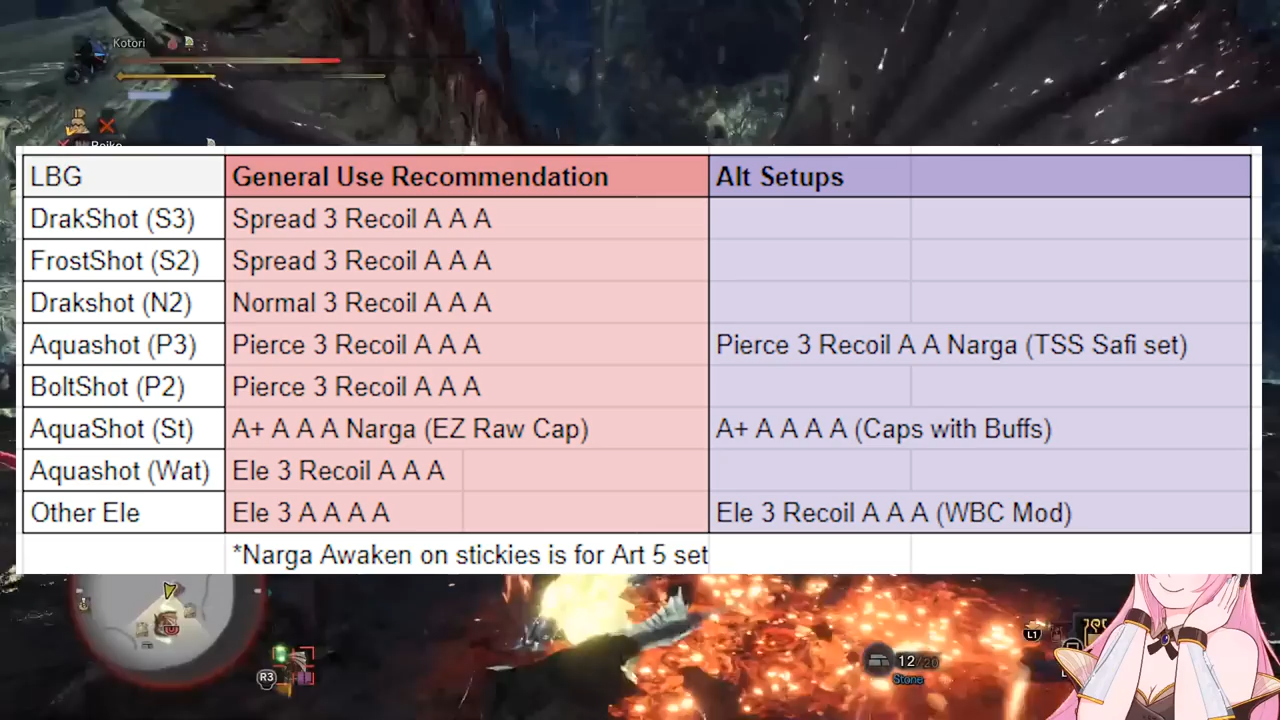 Kotori
Reiko
LBG General Use Recommendation Alt Setups
DrakShot (S3) Spread 3 Recoil A A A
FrostShot (S2) Spread 3 Recoil A A A
Drakshot (N2) Normal 3 Recoil A A A
Aquashot (P3) Pierce 3 Recoil A A A Pierce 3 Recoil A A Narga (TSS Safi set)
BoltShot (P2) Pierce 3 Recoil A A A
AquaShot (St) A+ A A A Narga (EZ Raw Cap) A+ A A A A (Caps with Buffs)
Aquashot (Wat) Ele 3 Recoil A A A
Other Ele Ele 3 A A A A Ele 3 Recoil A A A (WBC Mod)
*Narga Awaken on stickies is for Art 5 set
L1
12/20
R3
Stone